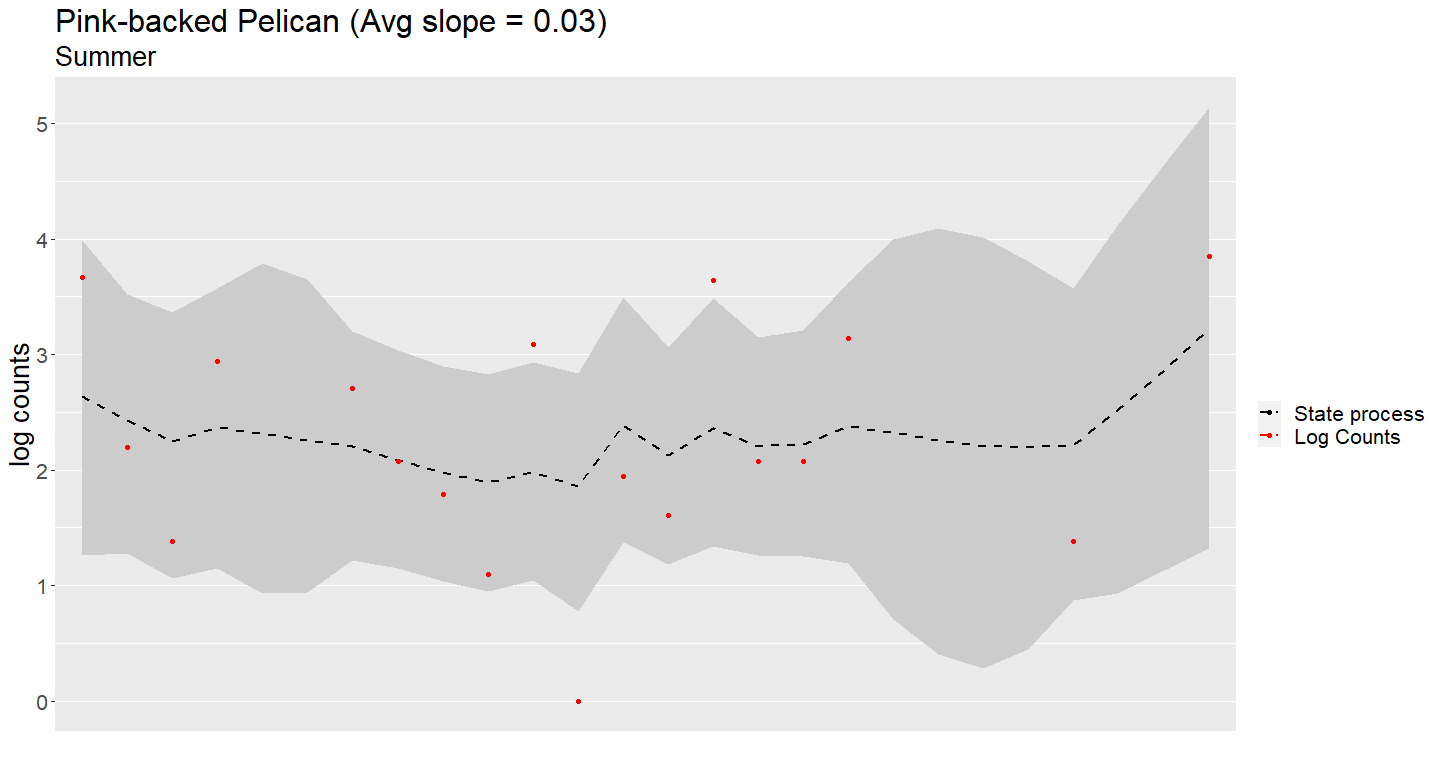 Pink-backed Pelican (Avg slope = 0.03)
Summer
5
4
3
2
1
0
log counts
State process
Log Counts